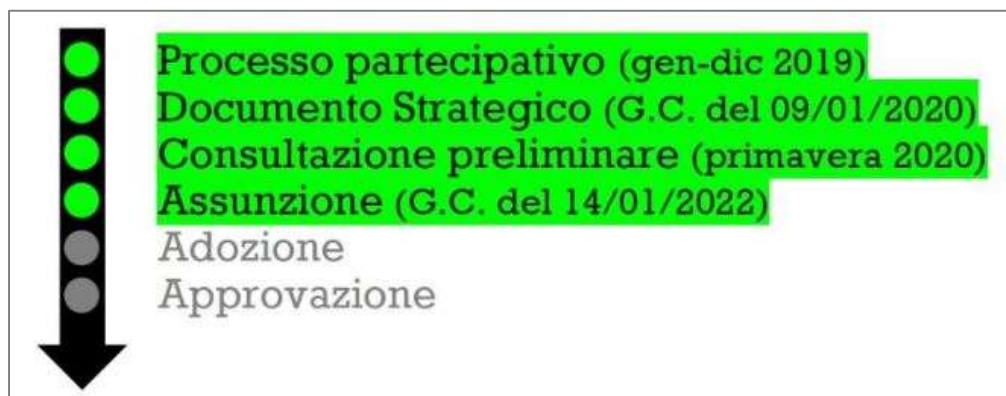 Processo partecipativo (gen-dic 2019)
Documento Strategico (G.C. del 09/01/2020)
Consultazione preliminare (primavera 2020)
Assunzione (G.C. del 14/01/2022)
Adozione
Approvazione